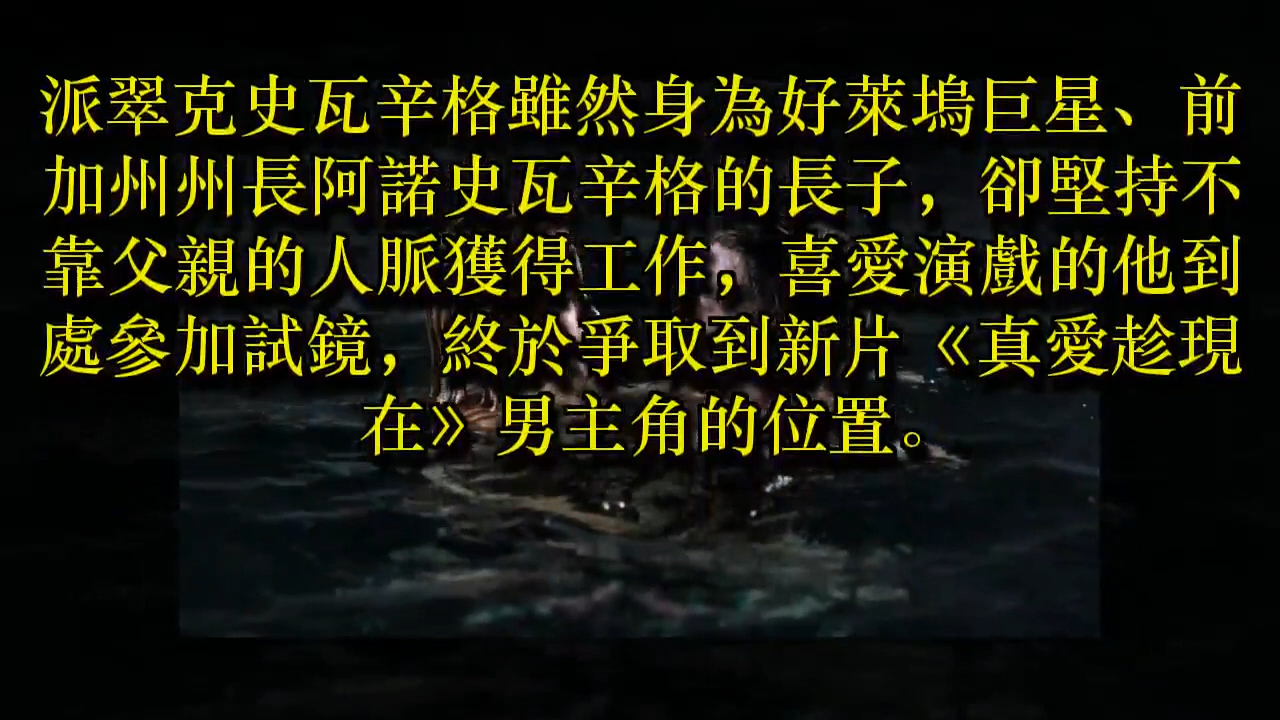 派翠克史瓦辛格雖然身為好萊塢巨星、前
加州州長阿諾史瓦辛格的長子，卻堅持不
靠父親的人脈獲得工作，喜愛演戲的他到
處參加試鏡，終於爭取到新片《真愛趁現
在》男主角的位置。